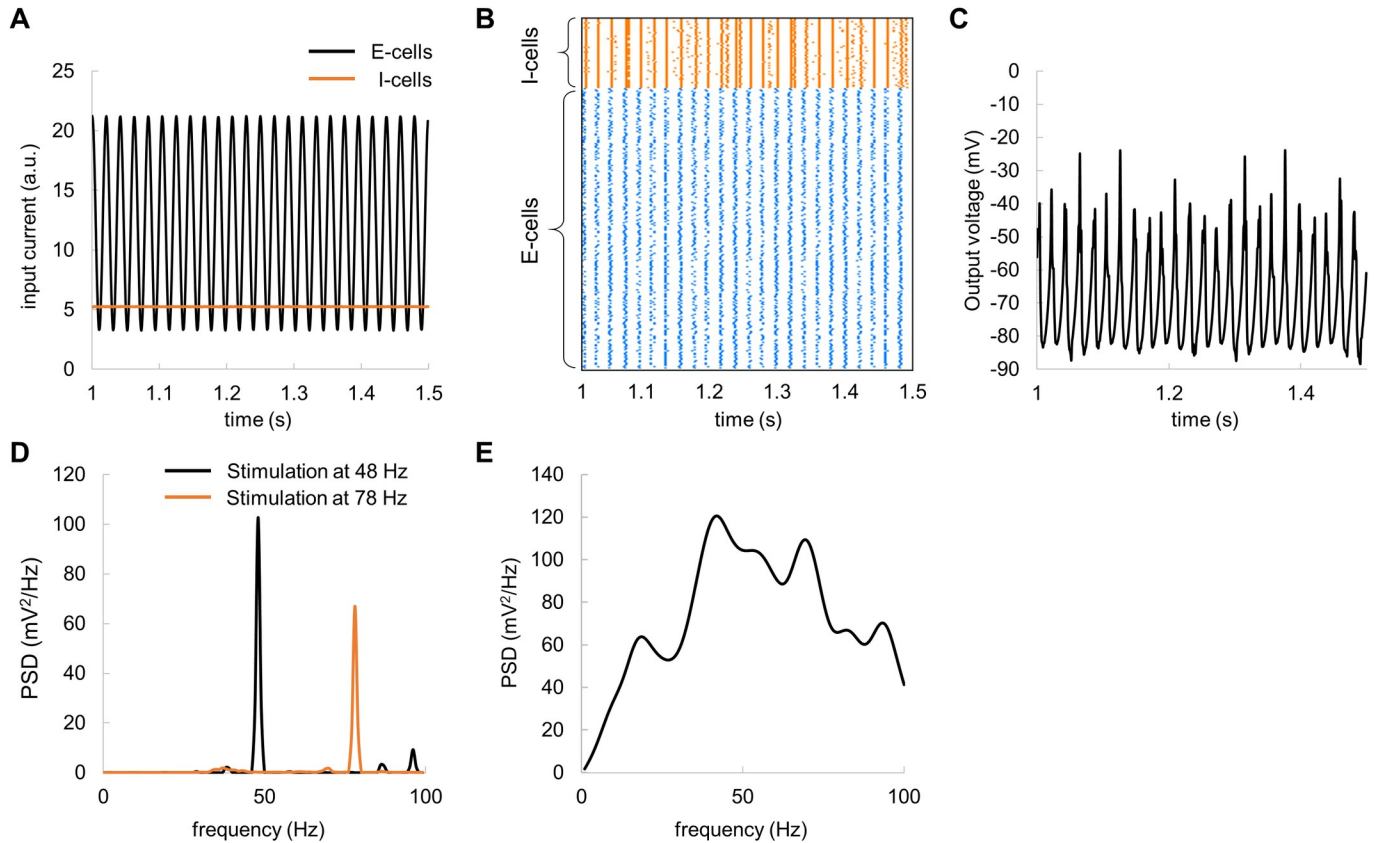 A
E-cells
I-cells
input current (a.u.)
25
20
15
10
5
0
1
1.1
1.2
1.3
1.4
1.5
time (s)
B
I-cells
E-cells
1
1.1
1.2
1.3
1.4
1.5
time (s)
C
Output voltage (mV)
0
-10
-20
-30
-40
-50
-60
-70
-80
-90
1
1.2
1.4
time (s)
D
Stimulation at 48 Hz
Stimulation at 78 Hz
PSD (mV²/Hz)
120
100
80
60
40
20
0
0
50
100
frequency (Hz)
E
PSD (mV²/Hz)
140
120
100
80
60
40
20
0
0
50
100
frequency (Hz)